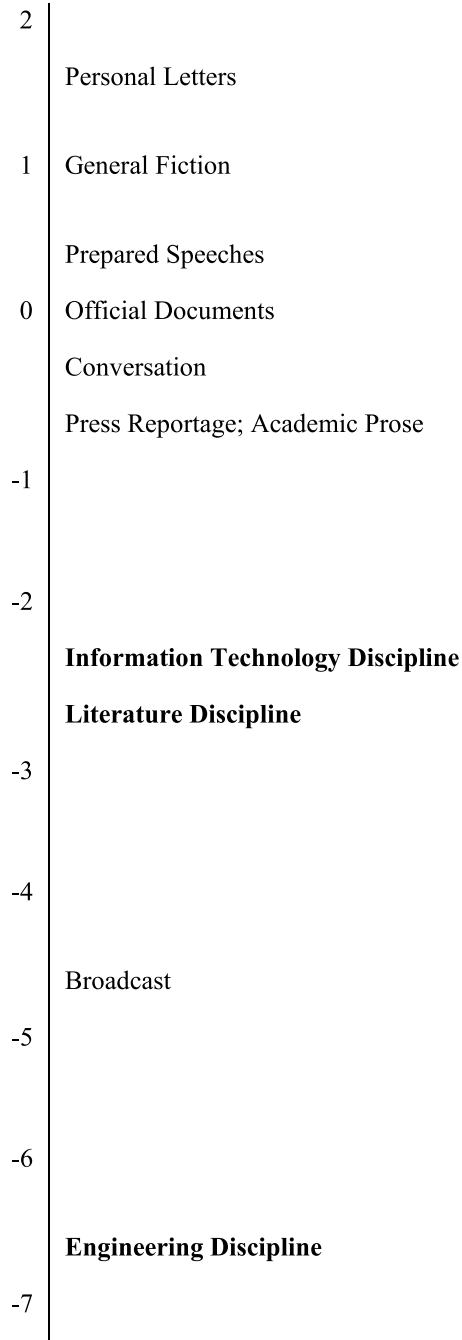 2
Personal Letters
1 General Fiction
Prepared Speeches
0 Official Documents
Conversation
Press Reportage; Academic Prose
-1
-2
Information Technology Discipline
Literature Discipline
-3
-4
Broadcast
-5
-6
Engineering Discipline
-7